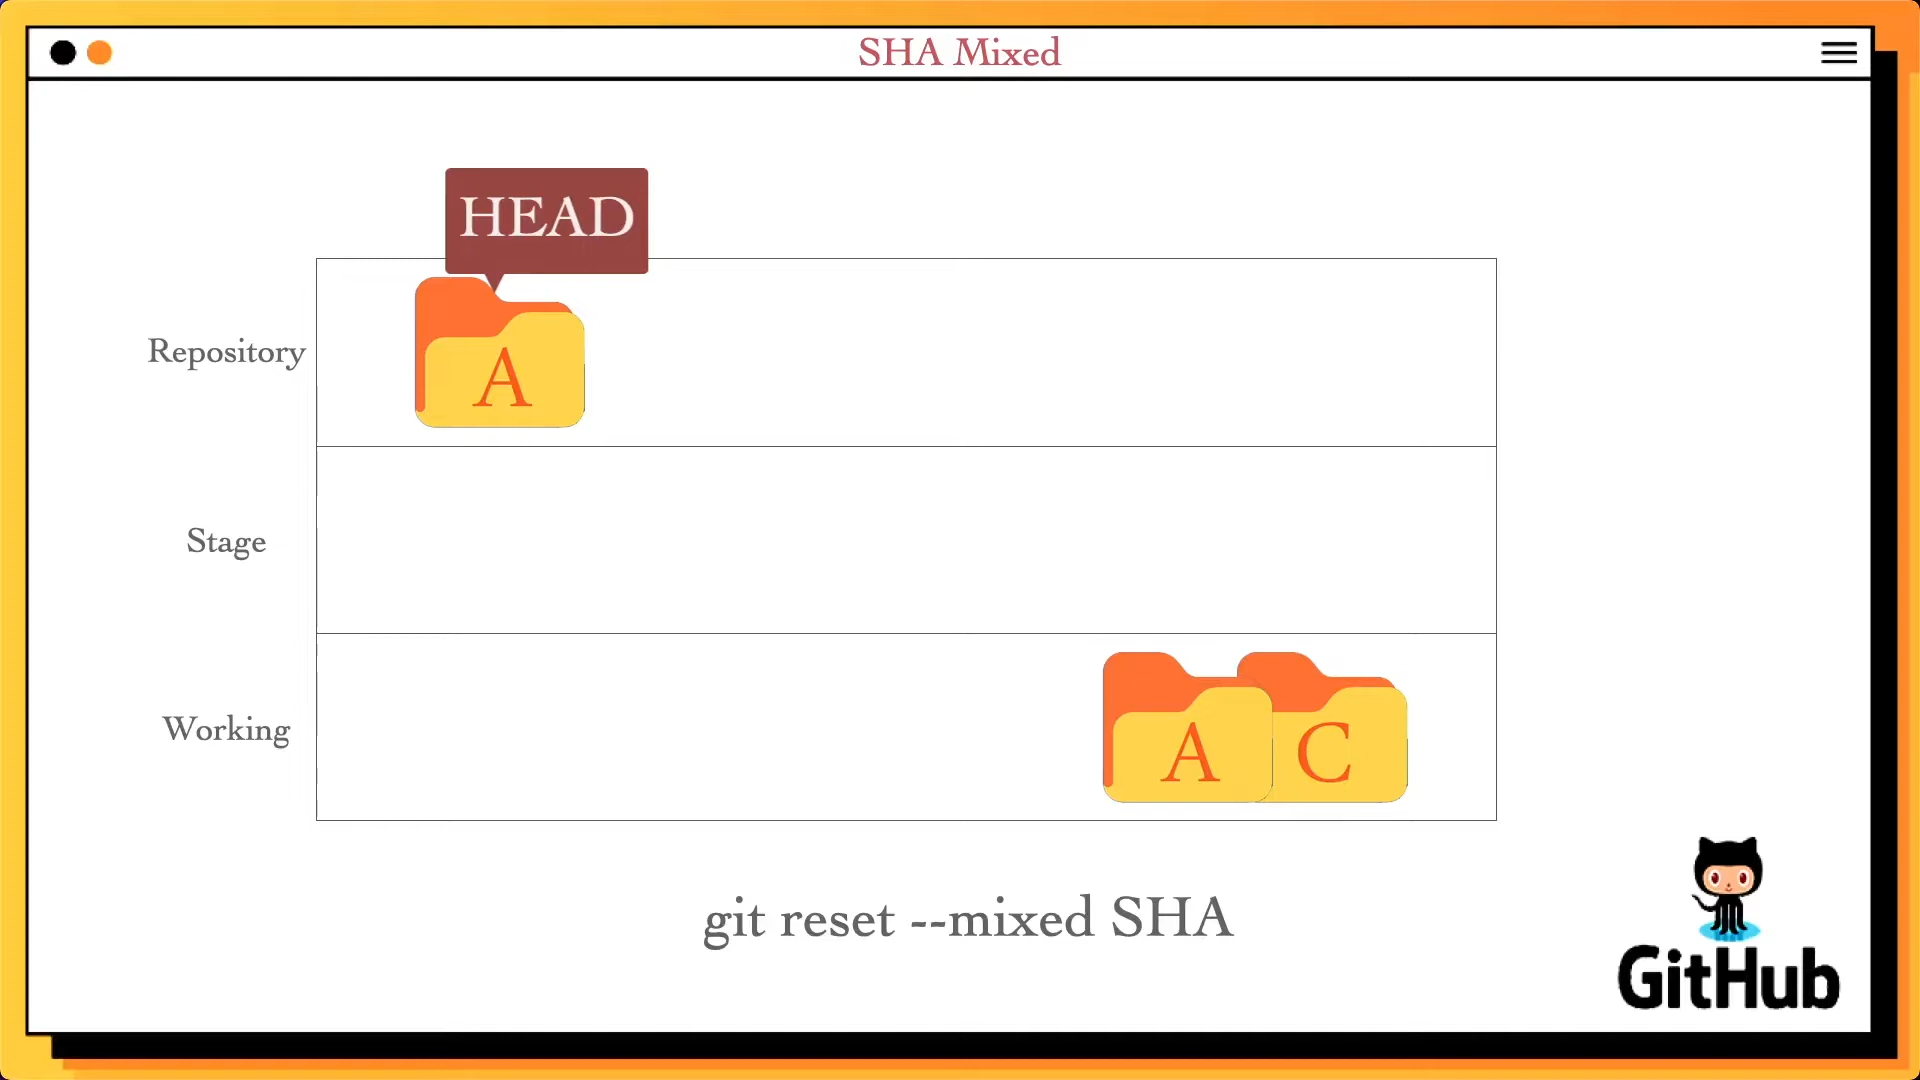 SHA Mixed
HEAD
A
Repository
Stage
Working
A
C
git reset --mixed SHA
GitHub